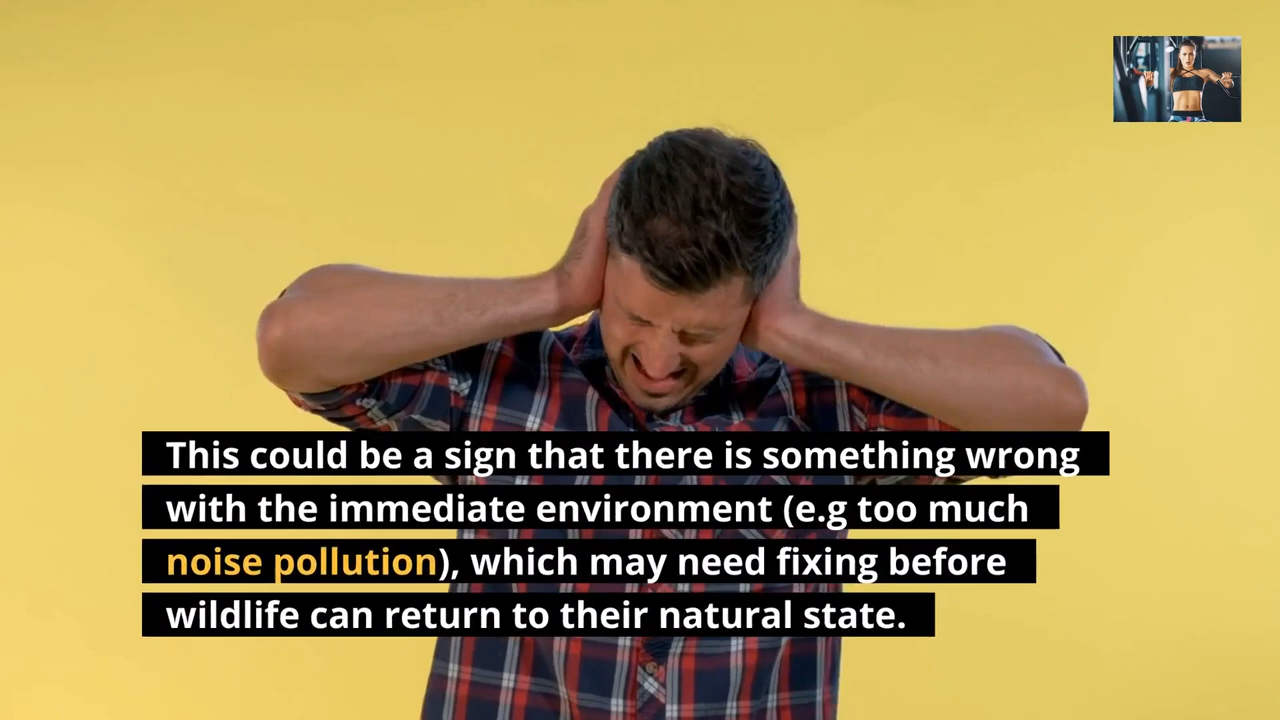 This could be a sign that there is something wrong
with the immediate environment (e.g too much
noise pollution), which may need fixing before
wildlife can return to their natural state.